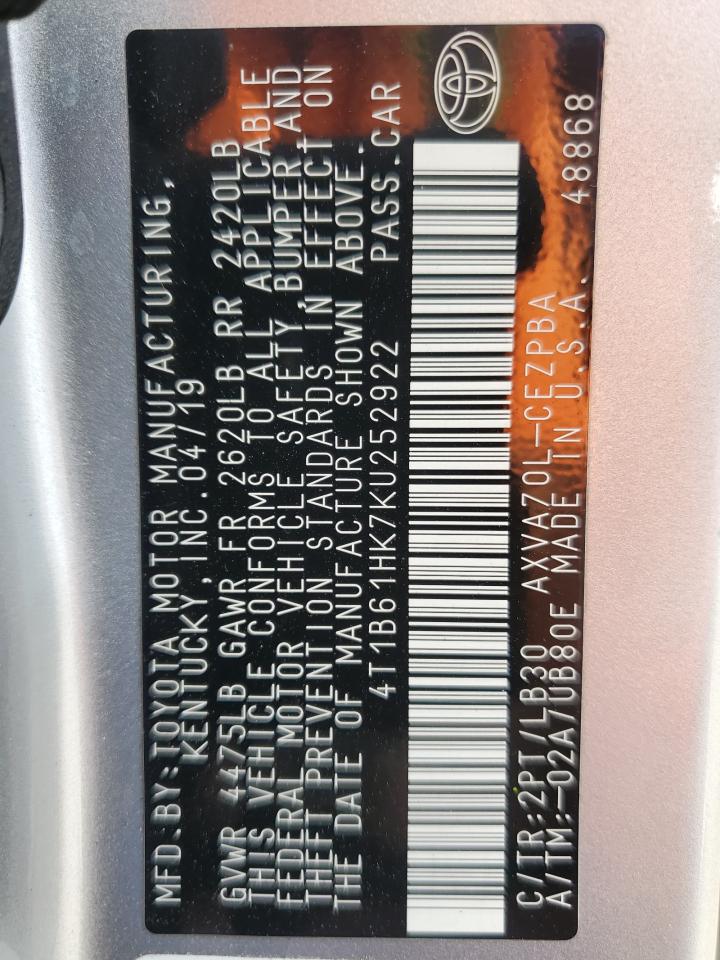 MFD.BY:TOYOTA MOTOR MANUFACTURING,
KENTUCKY, INC.04/19
GVWR 4475LB GAWR FR 2620LB RR 2420LB
THIS VEHICLE CONFORMS TO ALL APPLICABLE
FEDERAL MOTOR VEHICLE SAFETY, BUMPER, AND
THEFT PREVENTION STANDARDS IN EFFECT ON
THE DATE OF MANUFACTURE SHOWN ABOVE.
4T1B61HK7KU252922 PASS.CAR
C/TR:2PT/LB30 AXVA70L-CEZPBA
A/TM:-02A/UB80E MADE IN U.S.A. 48868